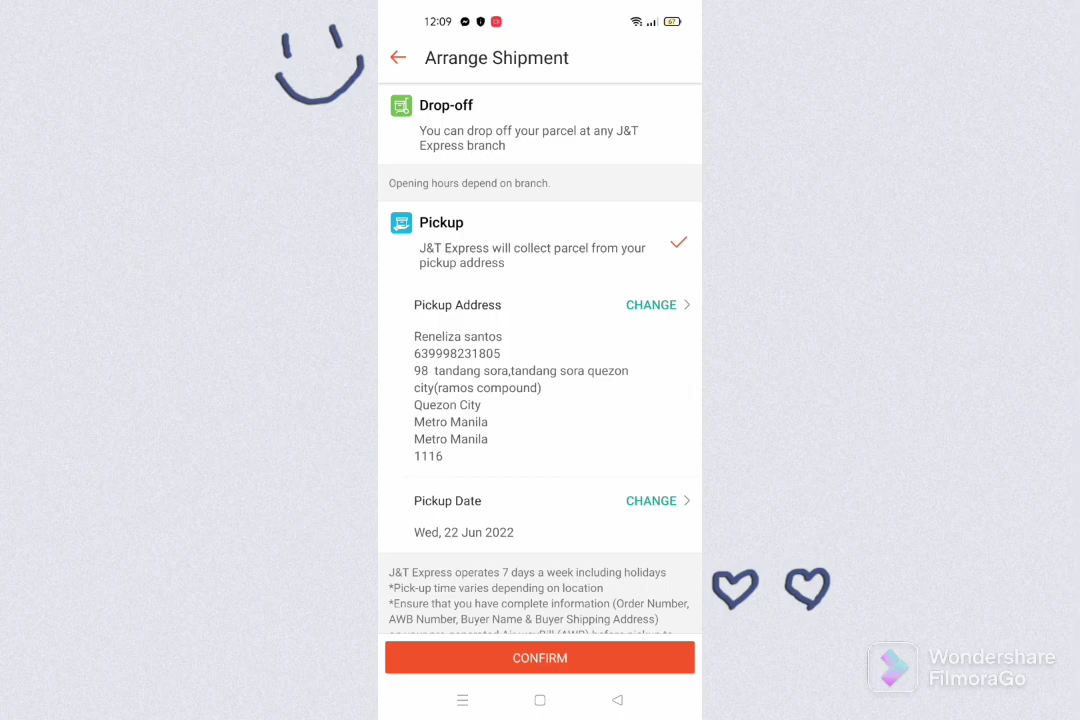 12:09
67
Arrange Shipment
Drop-off
You can drop off your parcel at any J&T
Express branch
Opening hours depend on branch.
Pickup
J&T Express will collect parcel from your
pickup address
Pickup Address
CHANGE
Reneliza santos
639998231805
98 tandang sora,tandang sora quezon
city(ramos compound)
Quezon City
Metro Manila
Metro Manila
1116
Pickup Date
CHANGE
Wed, 22 Jun 2022
J&T Express operates 7 days a week including holidays
*Pick-up time varies depending on location
*Ensure that you have complete information (Order Number,
AWB Number, Buyer Name & Buyer Shipping Address)
CONFIRM
Wondershare
FilmoraGo